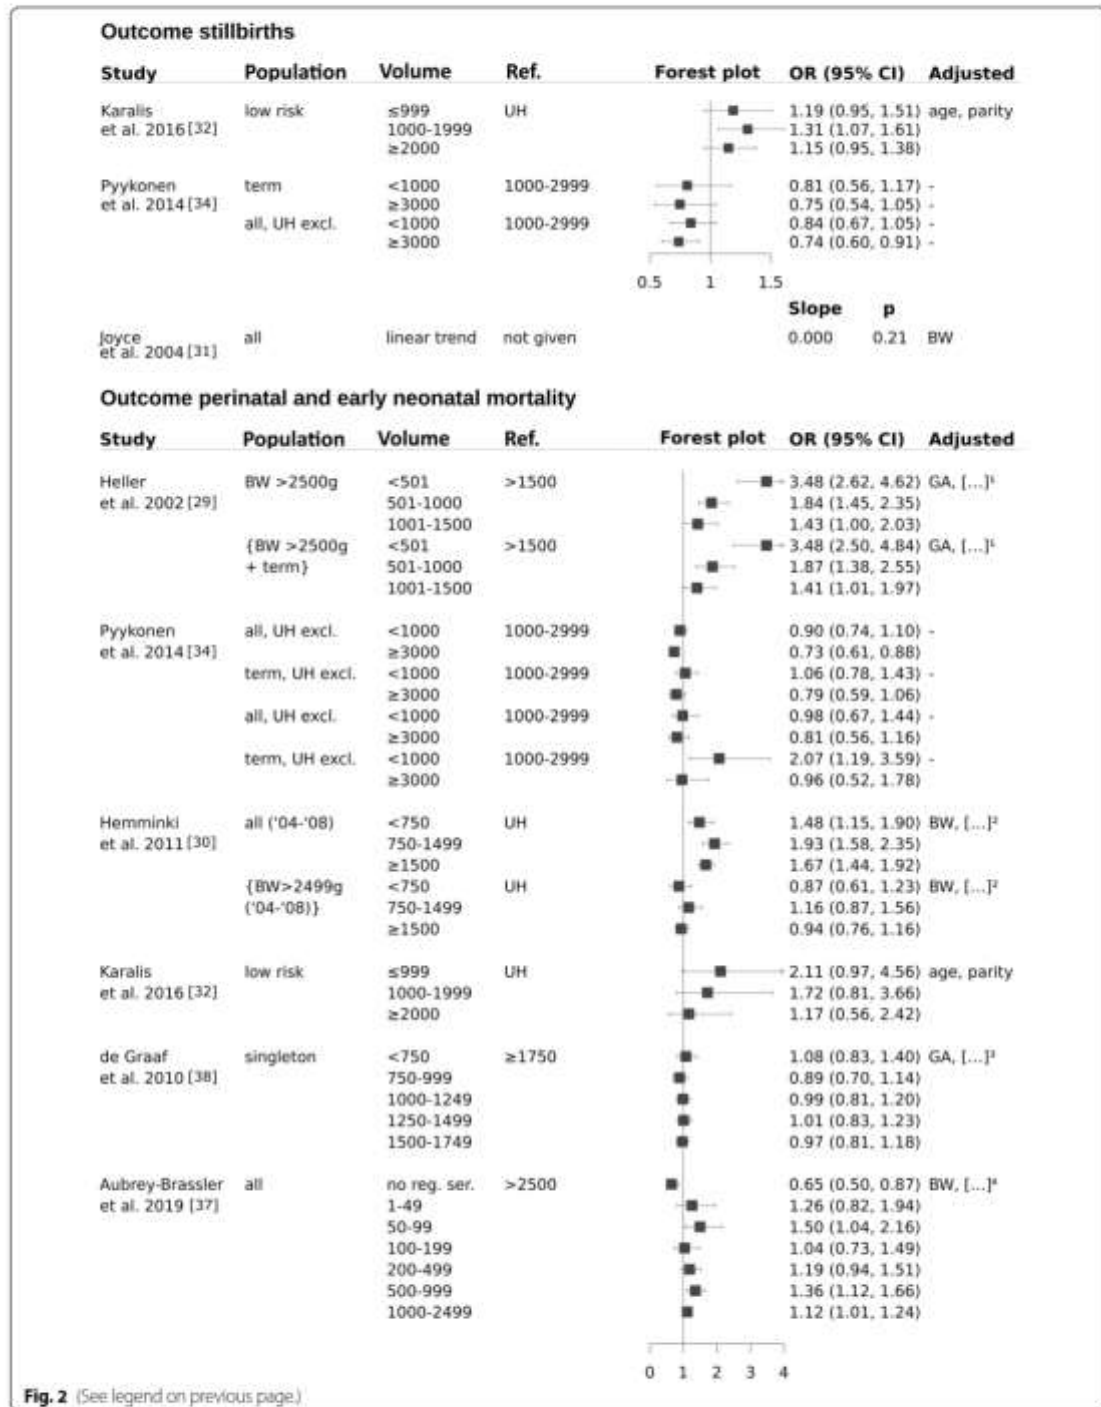 Outcome stillbirths
Study Population Volume Ref. Forest plot OR (95% CI) Adjusted
Karalis low risk ≤999 UH 1.19 (0.95, 1.51) age, parity
et al. 2016 [32] 1000-1999 1.31 (1.07, 1.61)
≥2000 1.15 (0.95, 1.38)
Pyykonen term <1000 1000-2999 0.81 (0.56, 1.17) -
et al. 2014 [34] ≥3000 0.75 (0.54, 1.05) -
all, UH excl. <1000 1000-2999 0.84 (0.67, 1.05) -
≥3000 0.74 (0.60, 0.91) -
0.5 1 1.5
Slope p
Joyce all linear trend not given 0.000 0.21 BW
et al. 2004 [31]
Outcome perinatal and early neonatal mortality
Study Population Volume Ref. Forest plot OR (95% CI) Adjusted
Heller BW >2500g <501 >1500 3.48 (2.62, 4.62) GA, [...]¹
et al. 2002 [29] 501-1000 1.84 (1.45, 2.35)
1001-1500 1.43 (1.00, 2.03)
{BW >2500g <501 >1500 3.48 (2.50, 4.84) GA, [...]¹
+ term} 501-1000 1.87 (1.38, 2.55)
1001-1500 1.41 (1.01, 1.97)
Pyykonen all, UH excl. <1000 1000-2999 0.90 (0.74, 1.10) -
et al. 2014 [34] ≥3000 0.73 (0.61, 0.88)
term, UH excl. <1000 1000-2999 1.06 (0.78, 1.43) -
≥3000 0.79 (0.59, 1.06)
all, UH excl. <1000 1000-2999 0.98 (0.67, 1.44) -
≥3000 0.81 (0.56, 1.16)
term, UH excl. <1000 1000-2999 2.07 (1.19, 3.59) -
≥3000 0.96 (0.52, 1.78)
Hemminki all ('04-'08) <750 UH 1.48 (1.15, 1.90) BW, [...]²
et al. 2011 [30] 750-1499 1.93 (1.58, 2.35)
≥1500 1.67 (1.44, 1.92)
{BW>2499g <750 UH 0.87 (0.61, 1.23) BW, [...]²
('04-'08)} 750-1499 1.16 (0.87, 1.56)
≥1500 0.94 (0.76, 1.16)
Karalis low risk ≤999 UH 2.11 (0.97, 4.56) age, parity
et al. 2016 [32] 1000-1999 1.72 (0.81, 3.66)
≥2000 1.17 (0.56, 2.42)
de Graaf singleton <750 ≥1750 1.08 (0.83, 1.40) GA, [...]³
et al. 2010 [38] 750-999 0.89 (0.70, 1.14)
1000-1249 0.99 (0.81, 1.20)
1250-1499 1.01 (0.83, 1.23)
1500-1749 0.97 (0.81, 1.18)
Aubrey-Brassler all no reg. ser. >2500 0.65 (0.50, 0.87) BW, [...]⁴
et al. 2019 [37] 1-49 1.26 (0.82, 1.94)
50-99 1.50 (1.04, 2.16)
100-199 1.04 (0.73, 1.49)
200-499 1.19 (0.94, 1.51)
500-999 1.36 (1.12, 1.66)
1000-2499 1.12 (1.01, 1.24)
0 1 2 3 4
Fig. 2 (See legend on previous page.)